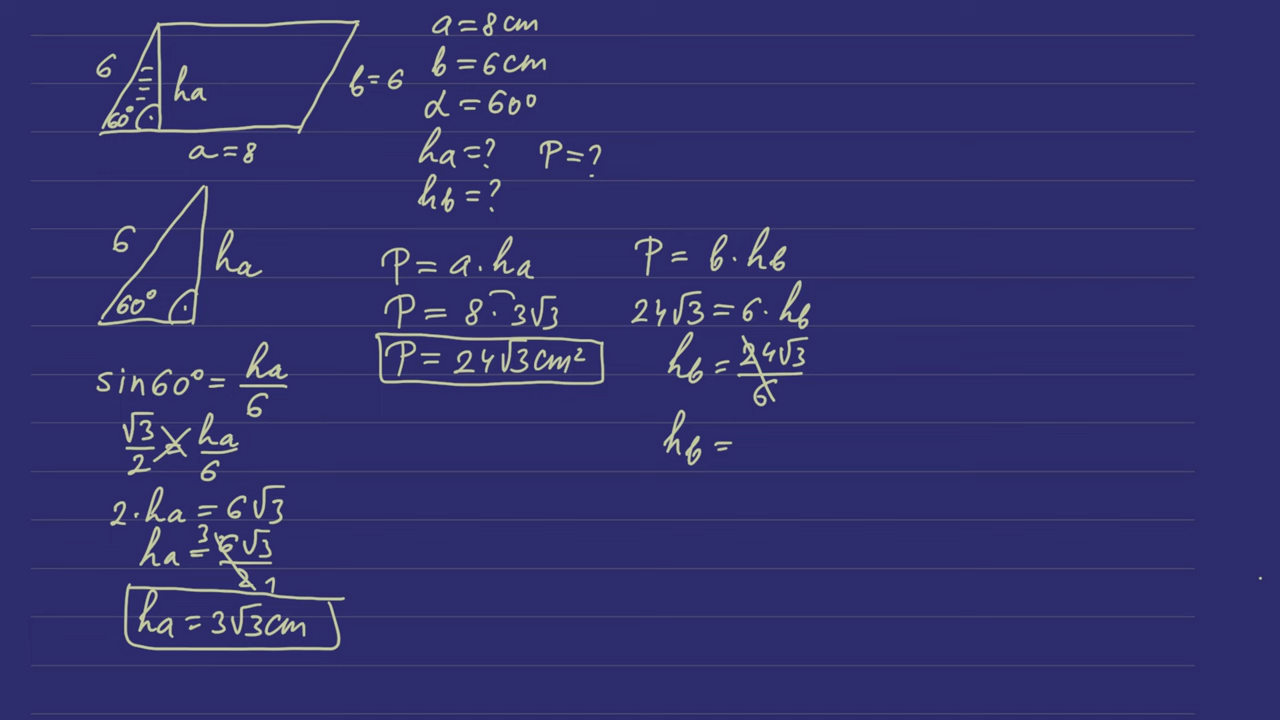 6
ha
60°
b=6
a=8
a=8cm
b=6cm
α=60°
ha=? P=?
hb=?
6
ha
60°
sin60°=ha/6
√3/2=ha/6
2·ha=6√3
ha=3 6√3/2 1
ha=3√3cm
P=a·ha
P=8·3√3
P=24√3cm²
P=b·hb
24√3=6·hb
hb=24√3/6
hb=